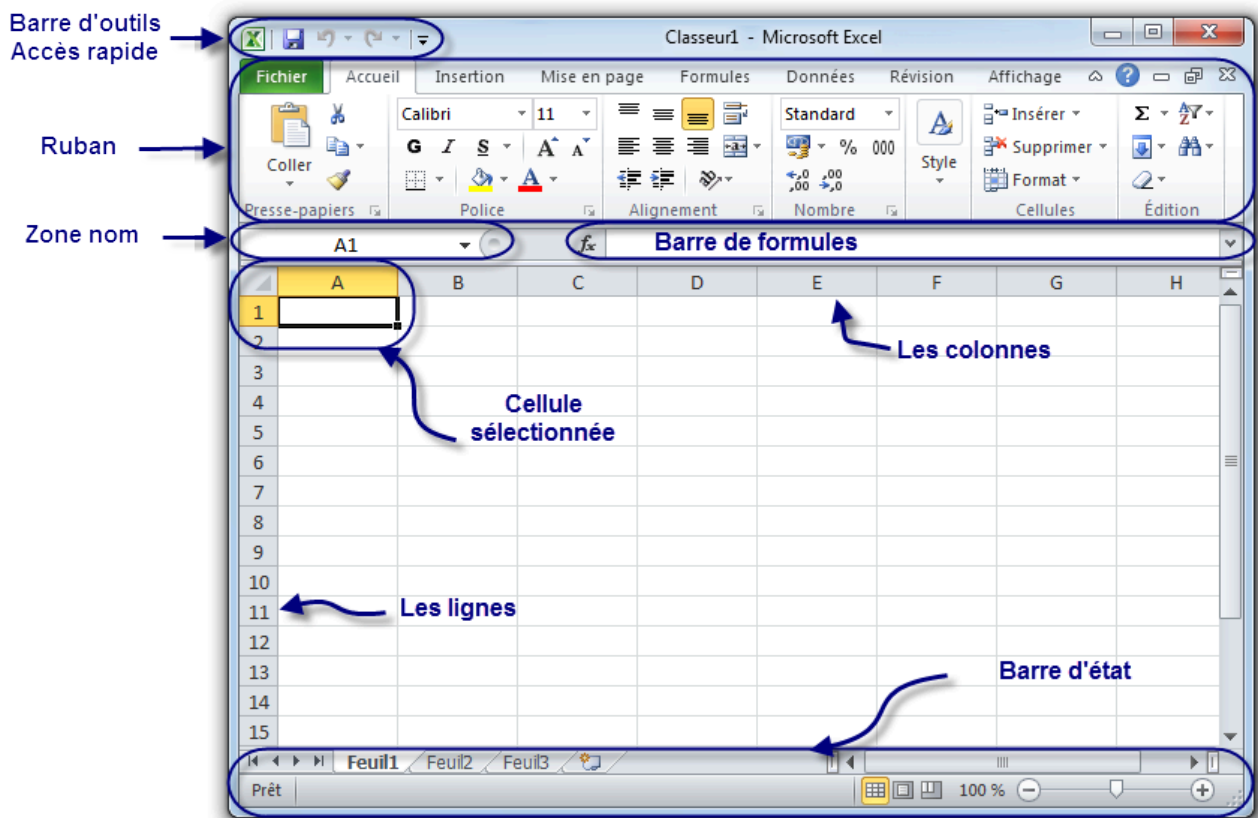 Barre d'outils
Accès rapide
Classeur1 - Microsoft Excel
Fichier Accueil Insertion Mise en page Formules Données Révision Affichage
Ruban
Calibri 11 Standard Insérer
G I S A A % 000 Supprimer
Coller Style
A ,00 ,0 Format
Presse-papiers Police Alignement Nombre Cellules Édition
Zone nom
A1 fx Barre de formules
A B C D E F G H
1
2
Les colonnes
3
4
Cellule
sélectionnée
5
6
7
8
9
10
11
Les lignes
12
13
Barre d'état
14
15
Feuil1 Feuil2 Feuil3
Prêt 100 %